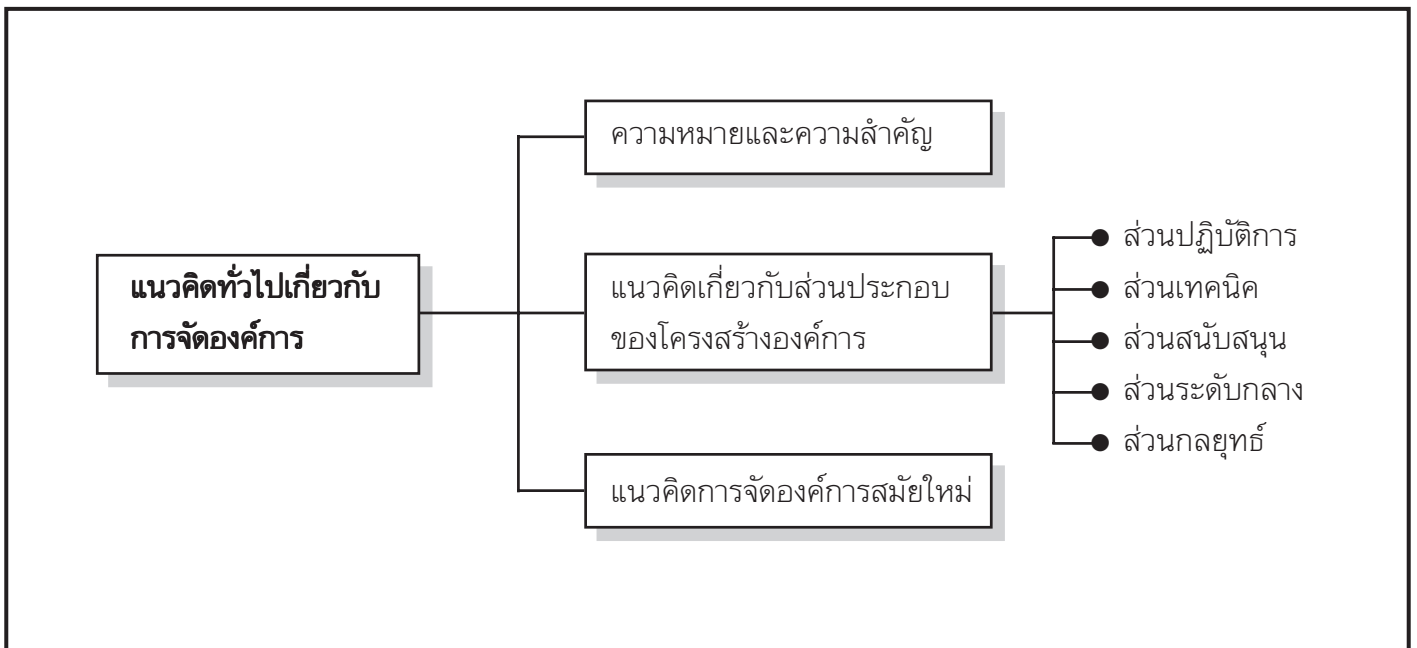 แนวคิดทั่วไปเกี่ยวกับ
การจัดองค์การ
ความหมายและความสำคัญ
แนวคิดเกี่ยวกับส่วนประกอบ
ของโครงสร้างองค์การ
แนวคิดการจัดองค์การสมัยใหม่
ส่วนปฏิบัติการ
ส่วนเทคนิค
ส่วนสนับสนุน
ส่วนระดับกลาง
ส่วนกลยุทธ์